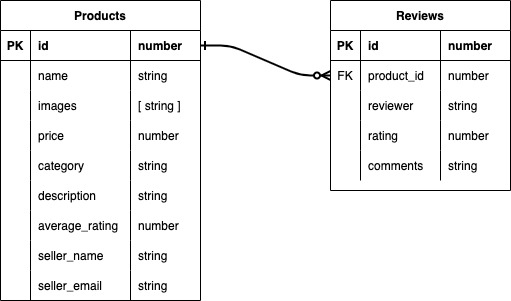 Products
PK id number
name string
images [ string ]
price number
category string
description string
average_rating number
seller_name string
seller_email string
Reviews
PK id number
FK product_id number
reviewer string
rating number
comments string